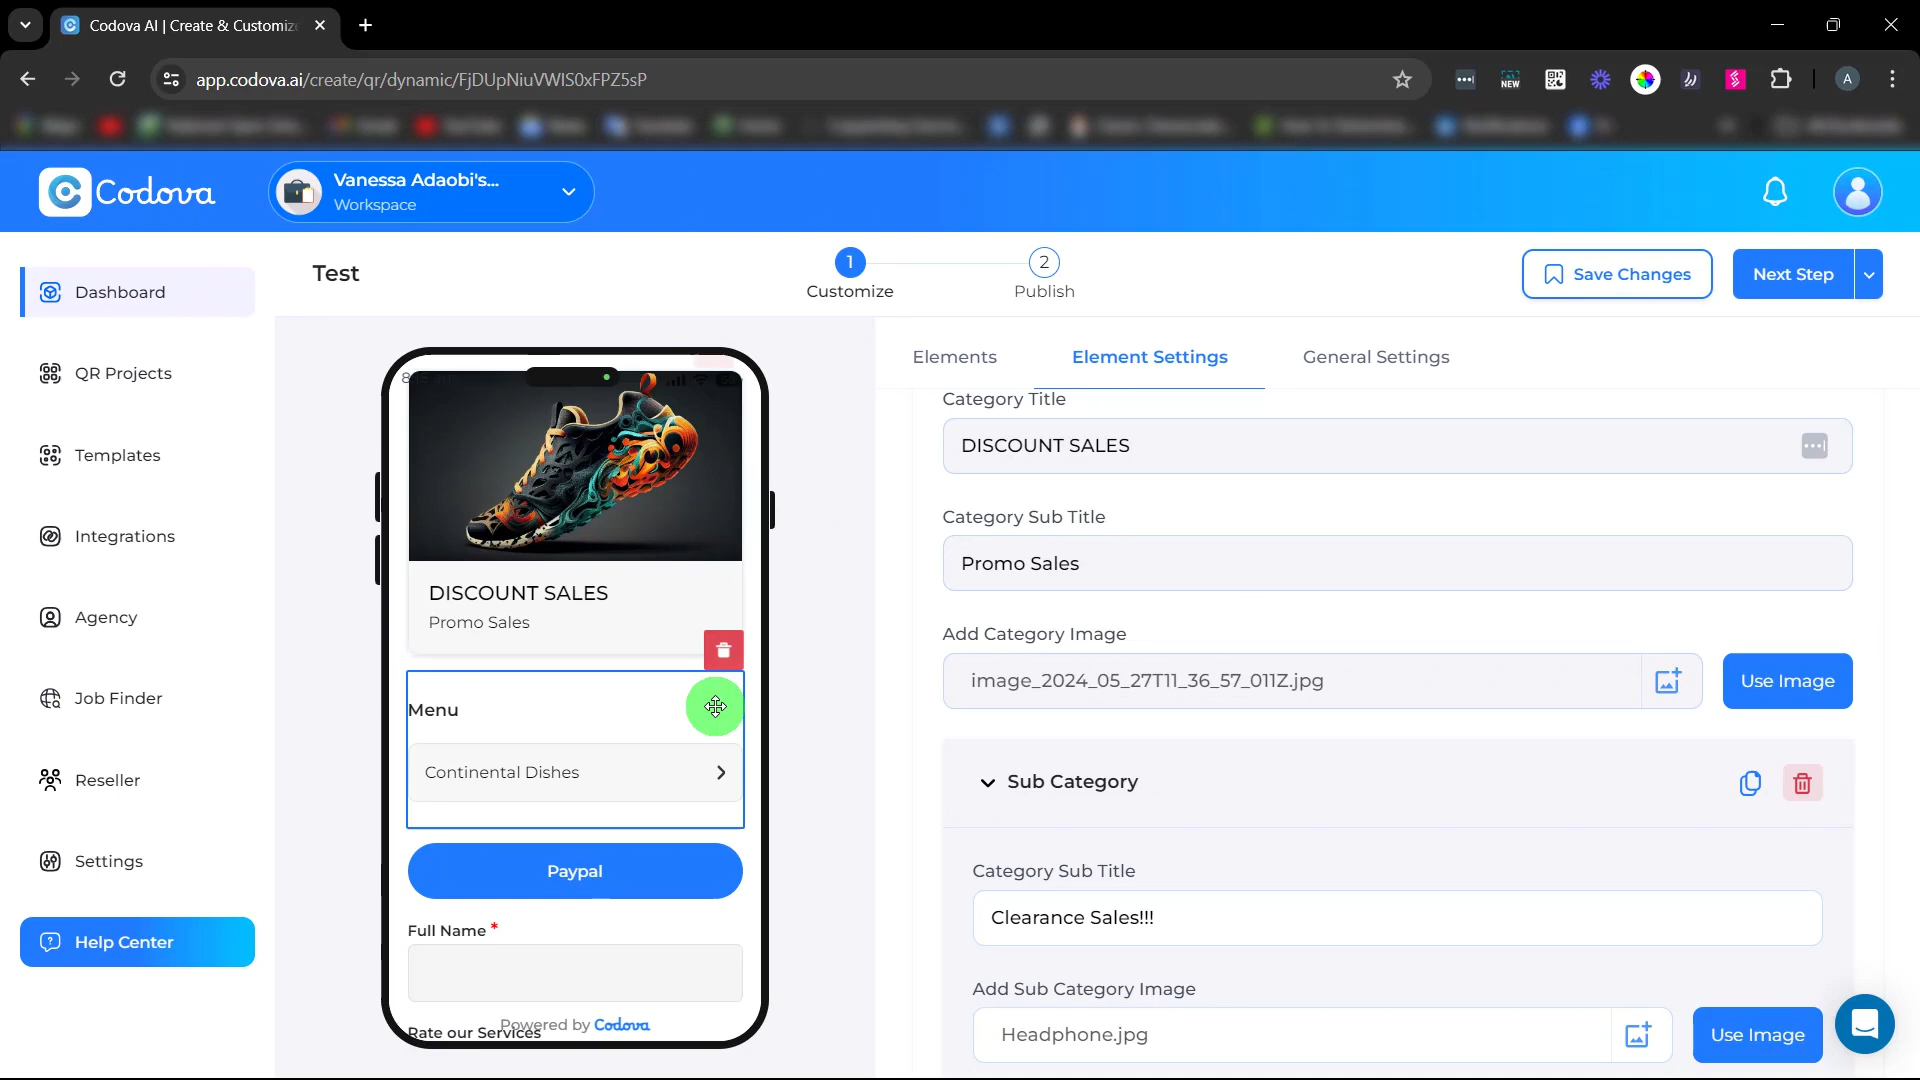 Codova AI | Create & Customiz
app.codova.ai/create/qr/dynamic/FjDUpNiuVWIS0xFPZ5sP
NEW
A
Codova
Vanessa Adaobi's...
Workspace
Test
1
Customize
2
Publish
Save Changes
Next Step
Dashboard
QR Projects
Templates
Integrations
Agency
Job Finder
Reseller
Settings
Help Center
DISCOUNT SALES
Promo Sales
Menu
Continental Dishes
Paypal
Full Name *
Rate our Services
Powered by Codova
Elements
Element Settings
General Settings
Category Title
DISCOUNT SALES
Category Sub Title
Promo Sales
Add Category Image
image_2024_05_27T11_36_57_011Z.jpg
Use Image
Sub Category
Category Sub Title
Clearance Sales!!!
Add Sub Category Image
Headphone.jpg
Use Image